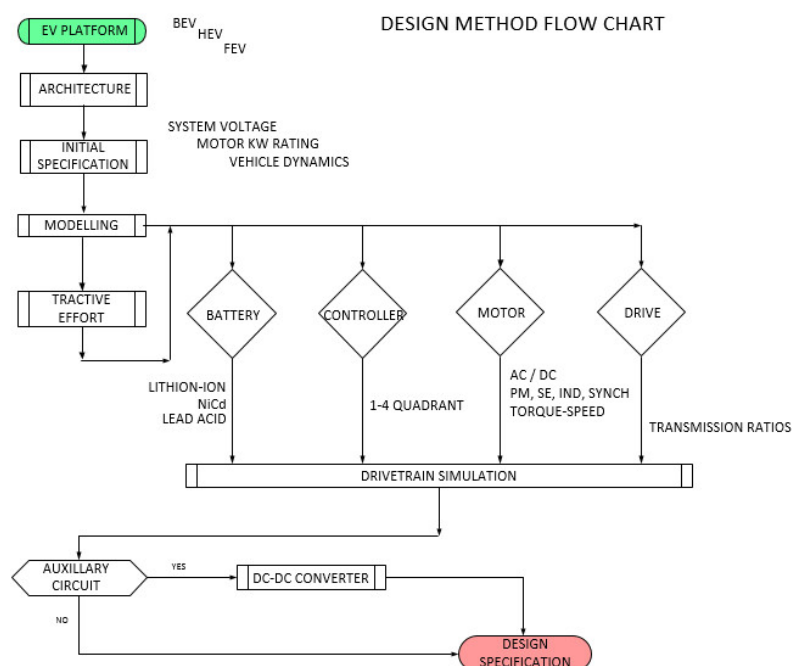 DESIGN METHOD FLOW CHART
EV PLATFORM
BEV
HEV
FEV
ARCHITECTURE
SYSTEM VOLTAGE
MOTOR KW RATING
VEHICLE DYNAMICS
INITIAL
SPECIFICATION
MODELLING
TRACTIVE
EFFORT
BATTERY
CONTROLLER
MOTOR
DRIVE
LITHION-ION
NiCd
LEAD ACID
1-4 QUADRANT
AC / DC
PM, SE, IND, SYNCH
TORQUE-SPEED
TRANSMISSION RATIOS
DRIVETRAIN SIMULATION
AUXILLARY
CIRCUIT
YES
DC-DC CONVERTER
NO
DESIGN
SPECIFICATION